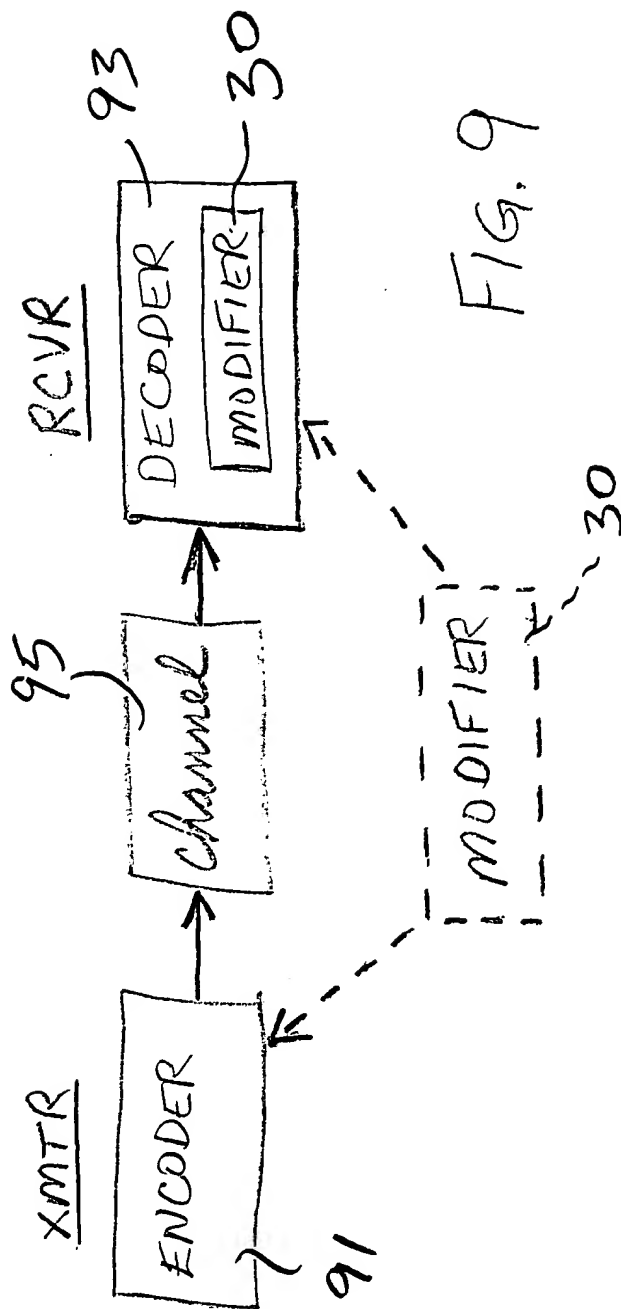 XMTR
RCVR
95
93
ENCODER
Channel
DECODER
MODIFIER
30
91
MODIFIER
30
FIG. 9